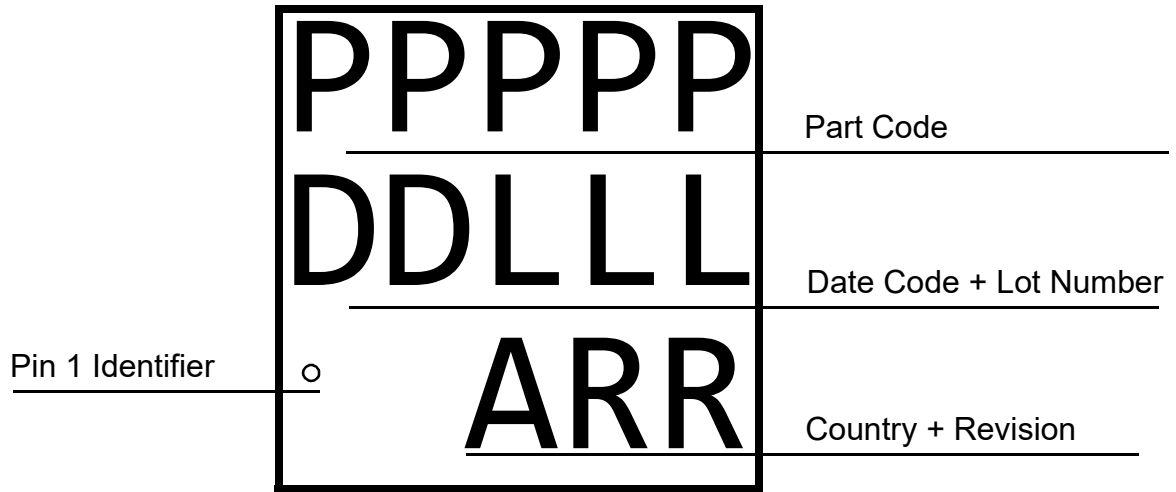 PPPPP
Part Code
DDLLL
Date Code + Lot Number
Pin 1 Identifier
ARR
Country + Revision